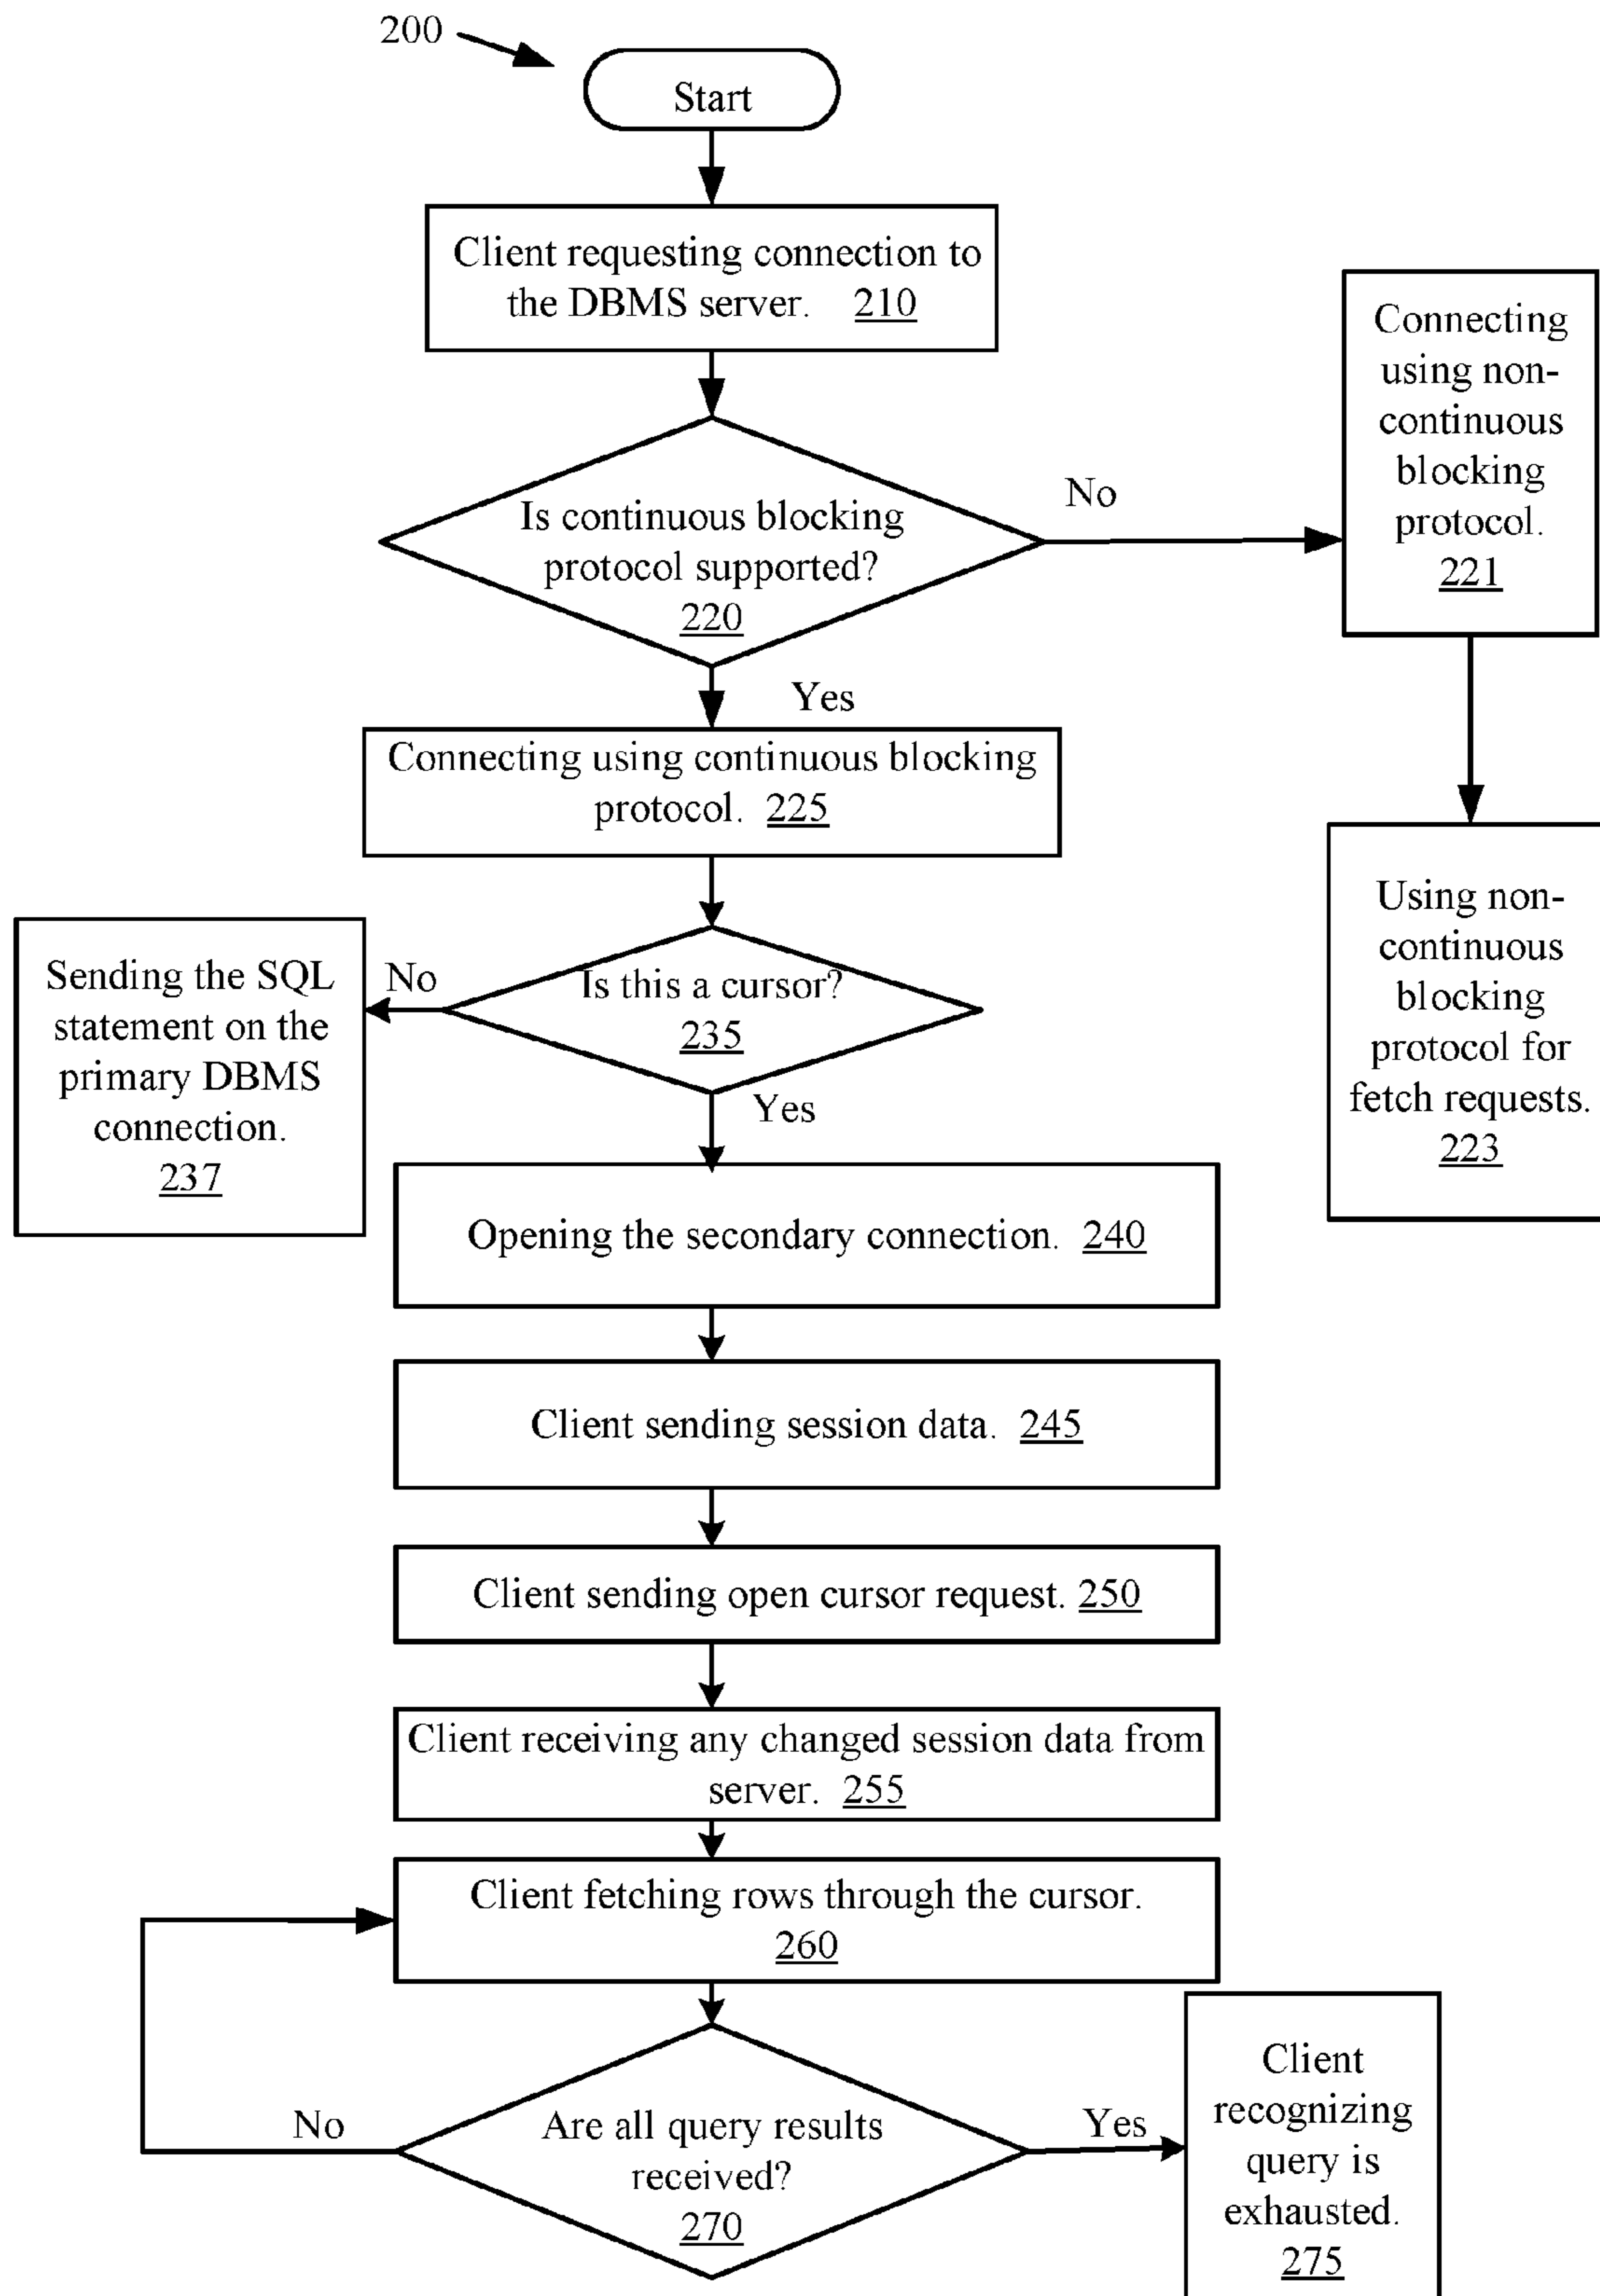 200
Start
Client requesting connection to
the DBMS server. 210
Connecting
using non-
continuous
blocking
protocol.
221
No
Is continuous blocking
protocol supported?
220
Yes
Connecting using continuous blocking
protocol. 225
Using non-
continuous
blocking
protocol for
fetch requests.
223
Sending the SQL
statement on the
primary DBMS
connection.
237
No
Is this a cursor?
235
Yes
Opening the secondary connection. 240
Client sending session data. 245
Client sending open cursor request. 250
Client receiving any changed session data from
server. 255
Client fetching rows through the cursor.
260
No
Are all query results
received?
270
Yes
Client
recognizing
query is
exhausted.
275